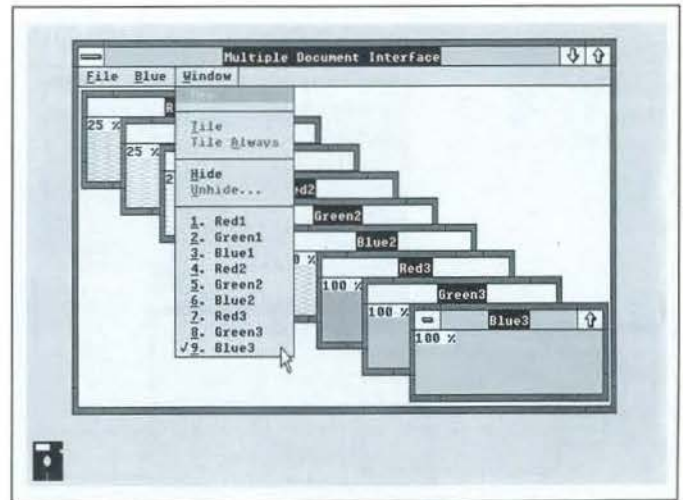 Multiple Document Interface
File Blue Window
Tile
Tile Always
Hide
Unhide...
1. Red1
2. Green1
3. Blue1
4. Red2
5. Green2
6. Blue2
7. Red3
8. Green3
✓9. Blue3
25 %
25 %
Green2
Blue2
Red3
100 %
Green3
100 %
Blue3
100 %